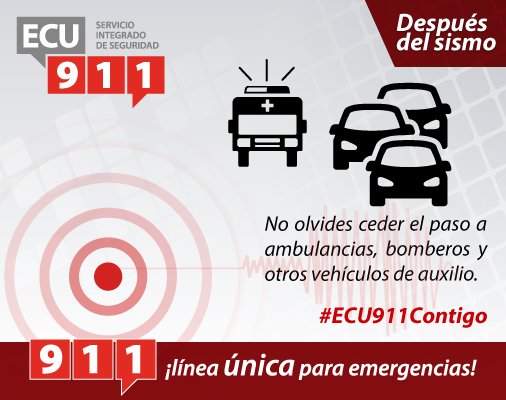 ECU
911
SERVICIO
INTEGRADO
DE SEGURIDAD
Después
del sismo
No olvides ceder el paso a
ambulancias, bomberos y
otros vehículos de auxilio.
#ECU911Contigo
911 ¡línea única para emergencias!